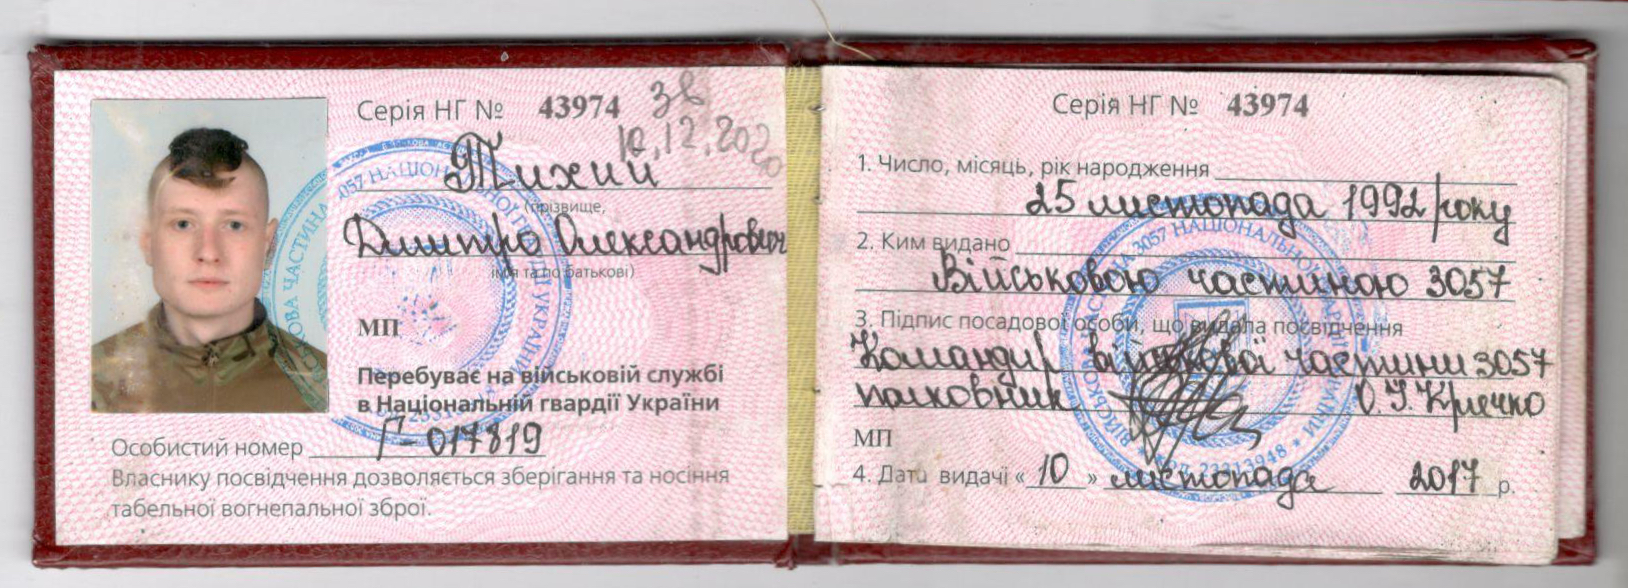 Серія НГ № 43974 Зв
10.12.2020
Тихий
(прізвище,
Дмитро Олександрович
ім'я та по батькові)
МП
Перебуває на військовій службі
в Національній гвардії України
Особистий номер Г-017819
Власнику посвідчення дозволяється зберігання та носіння
табельної вогнепальної зброї.
Серія НГ № 43974
1. Число, місяць, рік народження
25 листопада 1992 року
2. Ким видано
Військовою частиною 3057
3. Підпис посадової особи, що видала посвідчення
Командир військової частини 3057
полковник О.І. Кречко
МП
4. Дата видачі «10» листопада 2017 р.